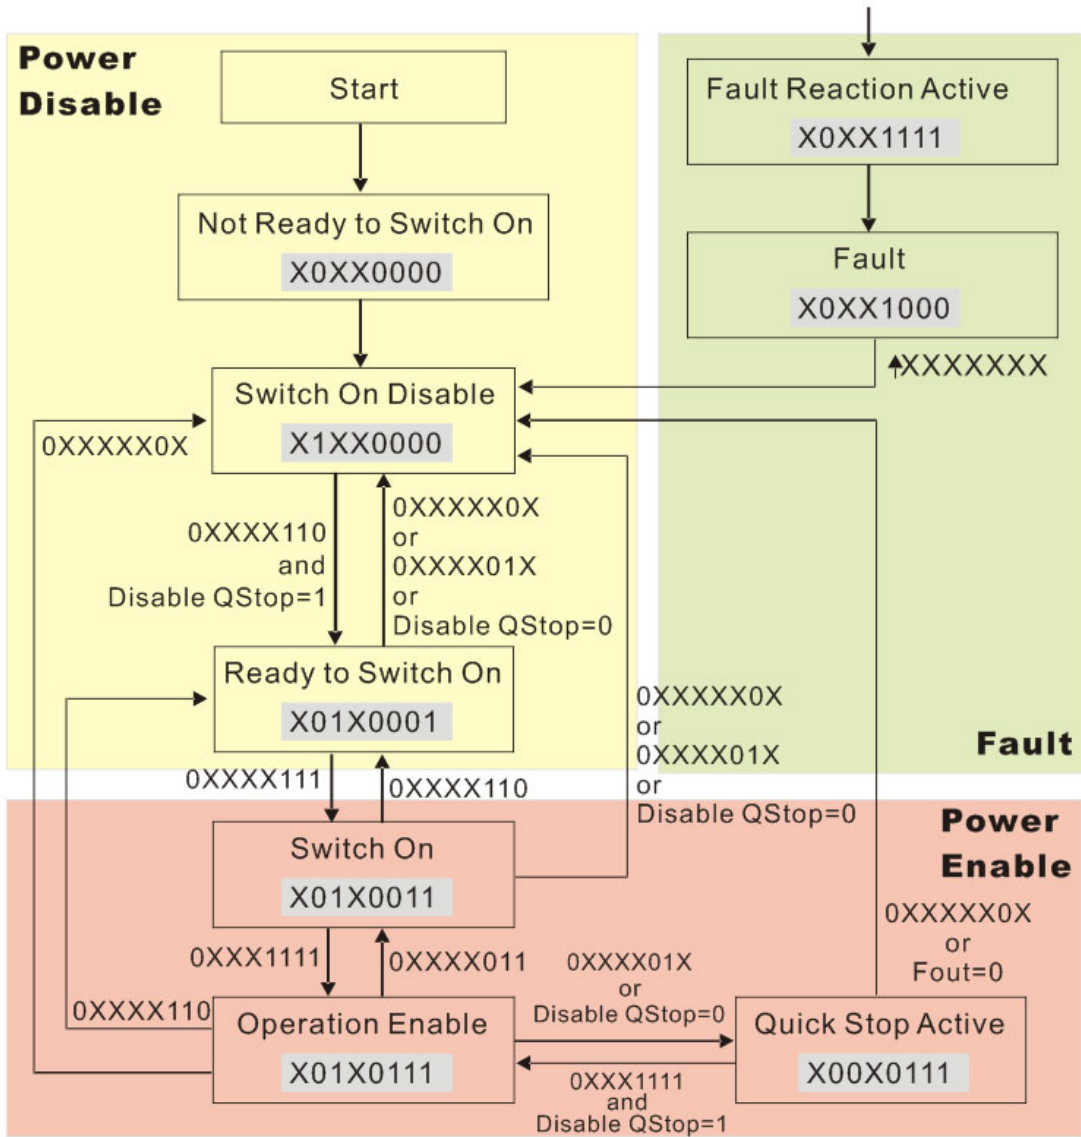 Power
Disable
Start
Not Ready to Switch On
X0XX0000
Switch On Disable
X1XX0000
0XXXXX0X
0XXXX110
and
Disable QStop=1
0XXXXX0X
or
0XXXX01X
or
Disable QStop=0
Ready to Switch On
X01X0001
0XXXX111
0XXXX110
Fault Reaction Active
X0XX1111
Fault
X0XX1000
XXXXXXX
Fault
0XXXXX0X
or
0XXXX01X
or
Disable QStop=0
Power
Enable
Switch On
X01X0011
0XXX1111
0XXXX011
0XXXX110
Operation Enable
X01X0111
0XXXX01X
or
Disable QStop=0
0XXX1111
and
Disable QStop=1
0XXXXX0X
or
Fout=0
Quick Stop Active
X00X0111